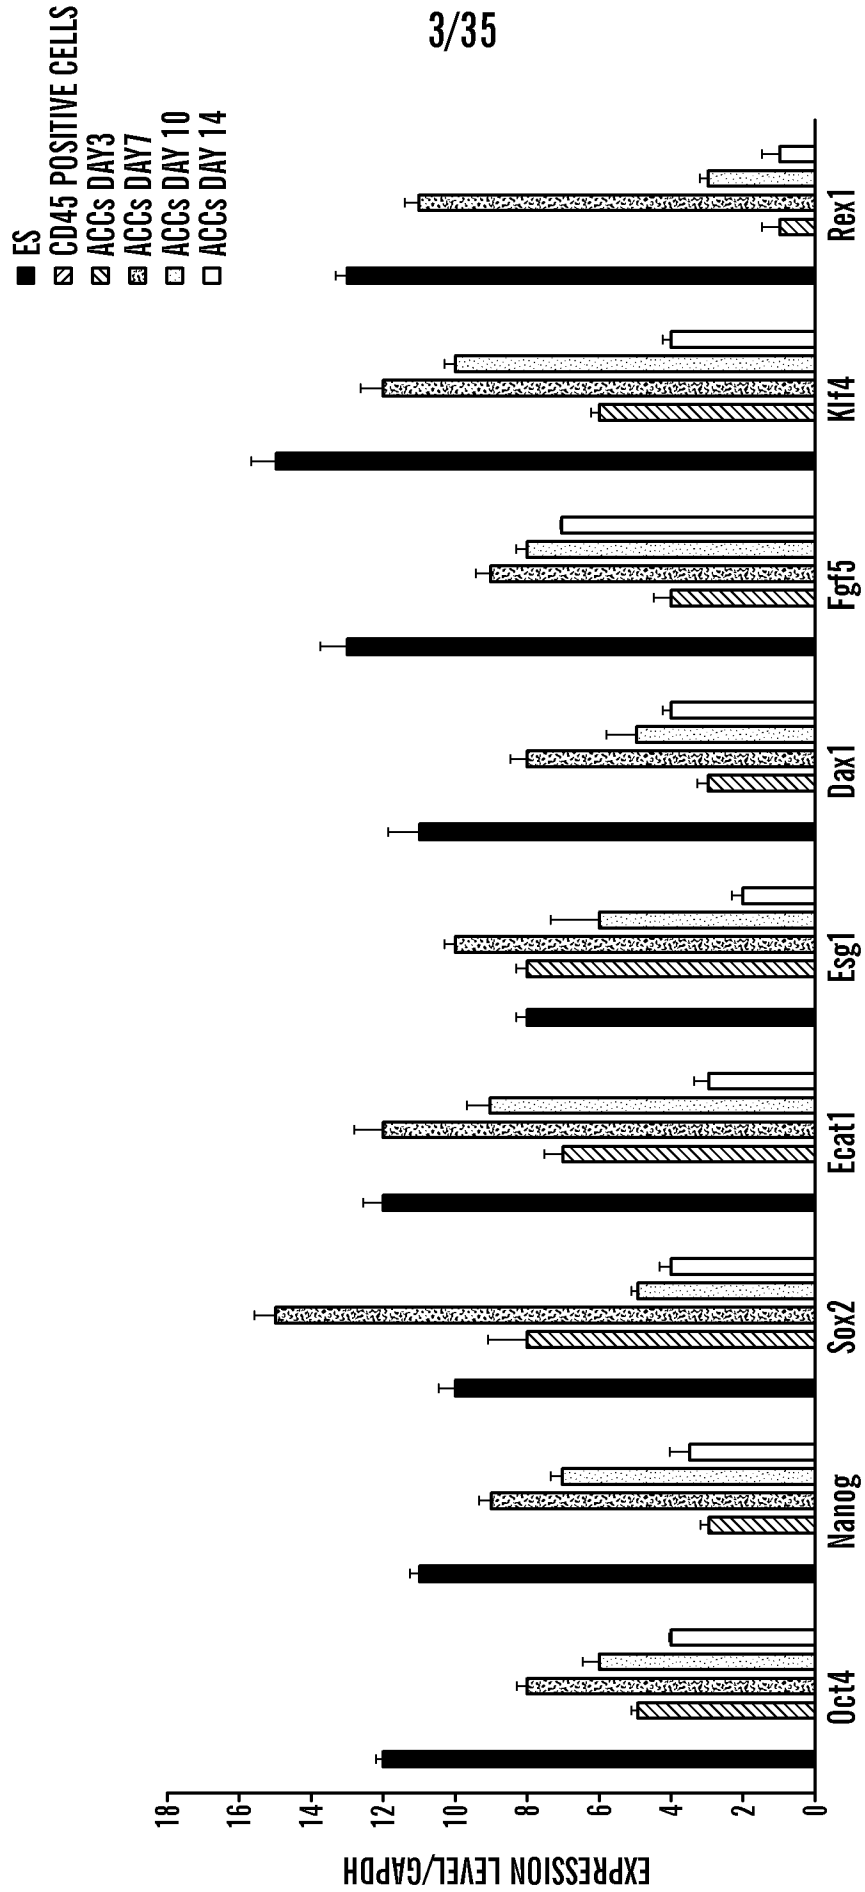 3/35
ES
CD45 POSITIVE CELLS
ACCs DAY3
ACCs DAY7
ACCs DAY 10
ACCs DAY 14
EXPRESSION LEVEL/GAPDH
18
16
14
12
10
8
6
4
2
0
Oct4
Nanog
Sox2
Ecat1
Esg1
Dax1
Fgf5
Klf4
Rex1